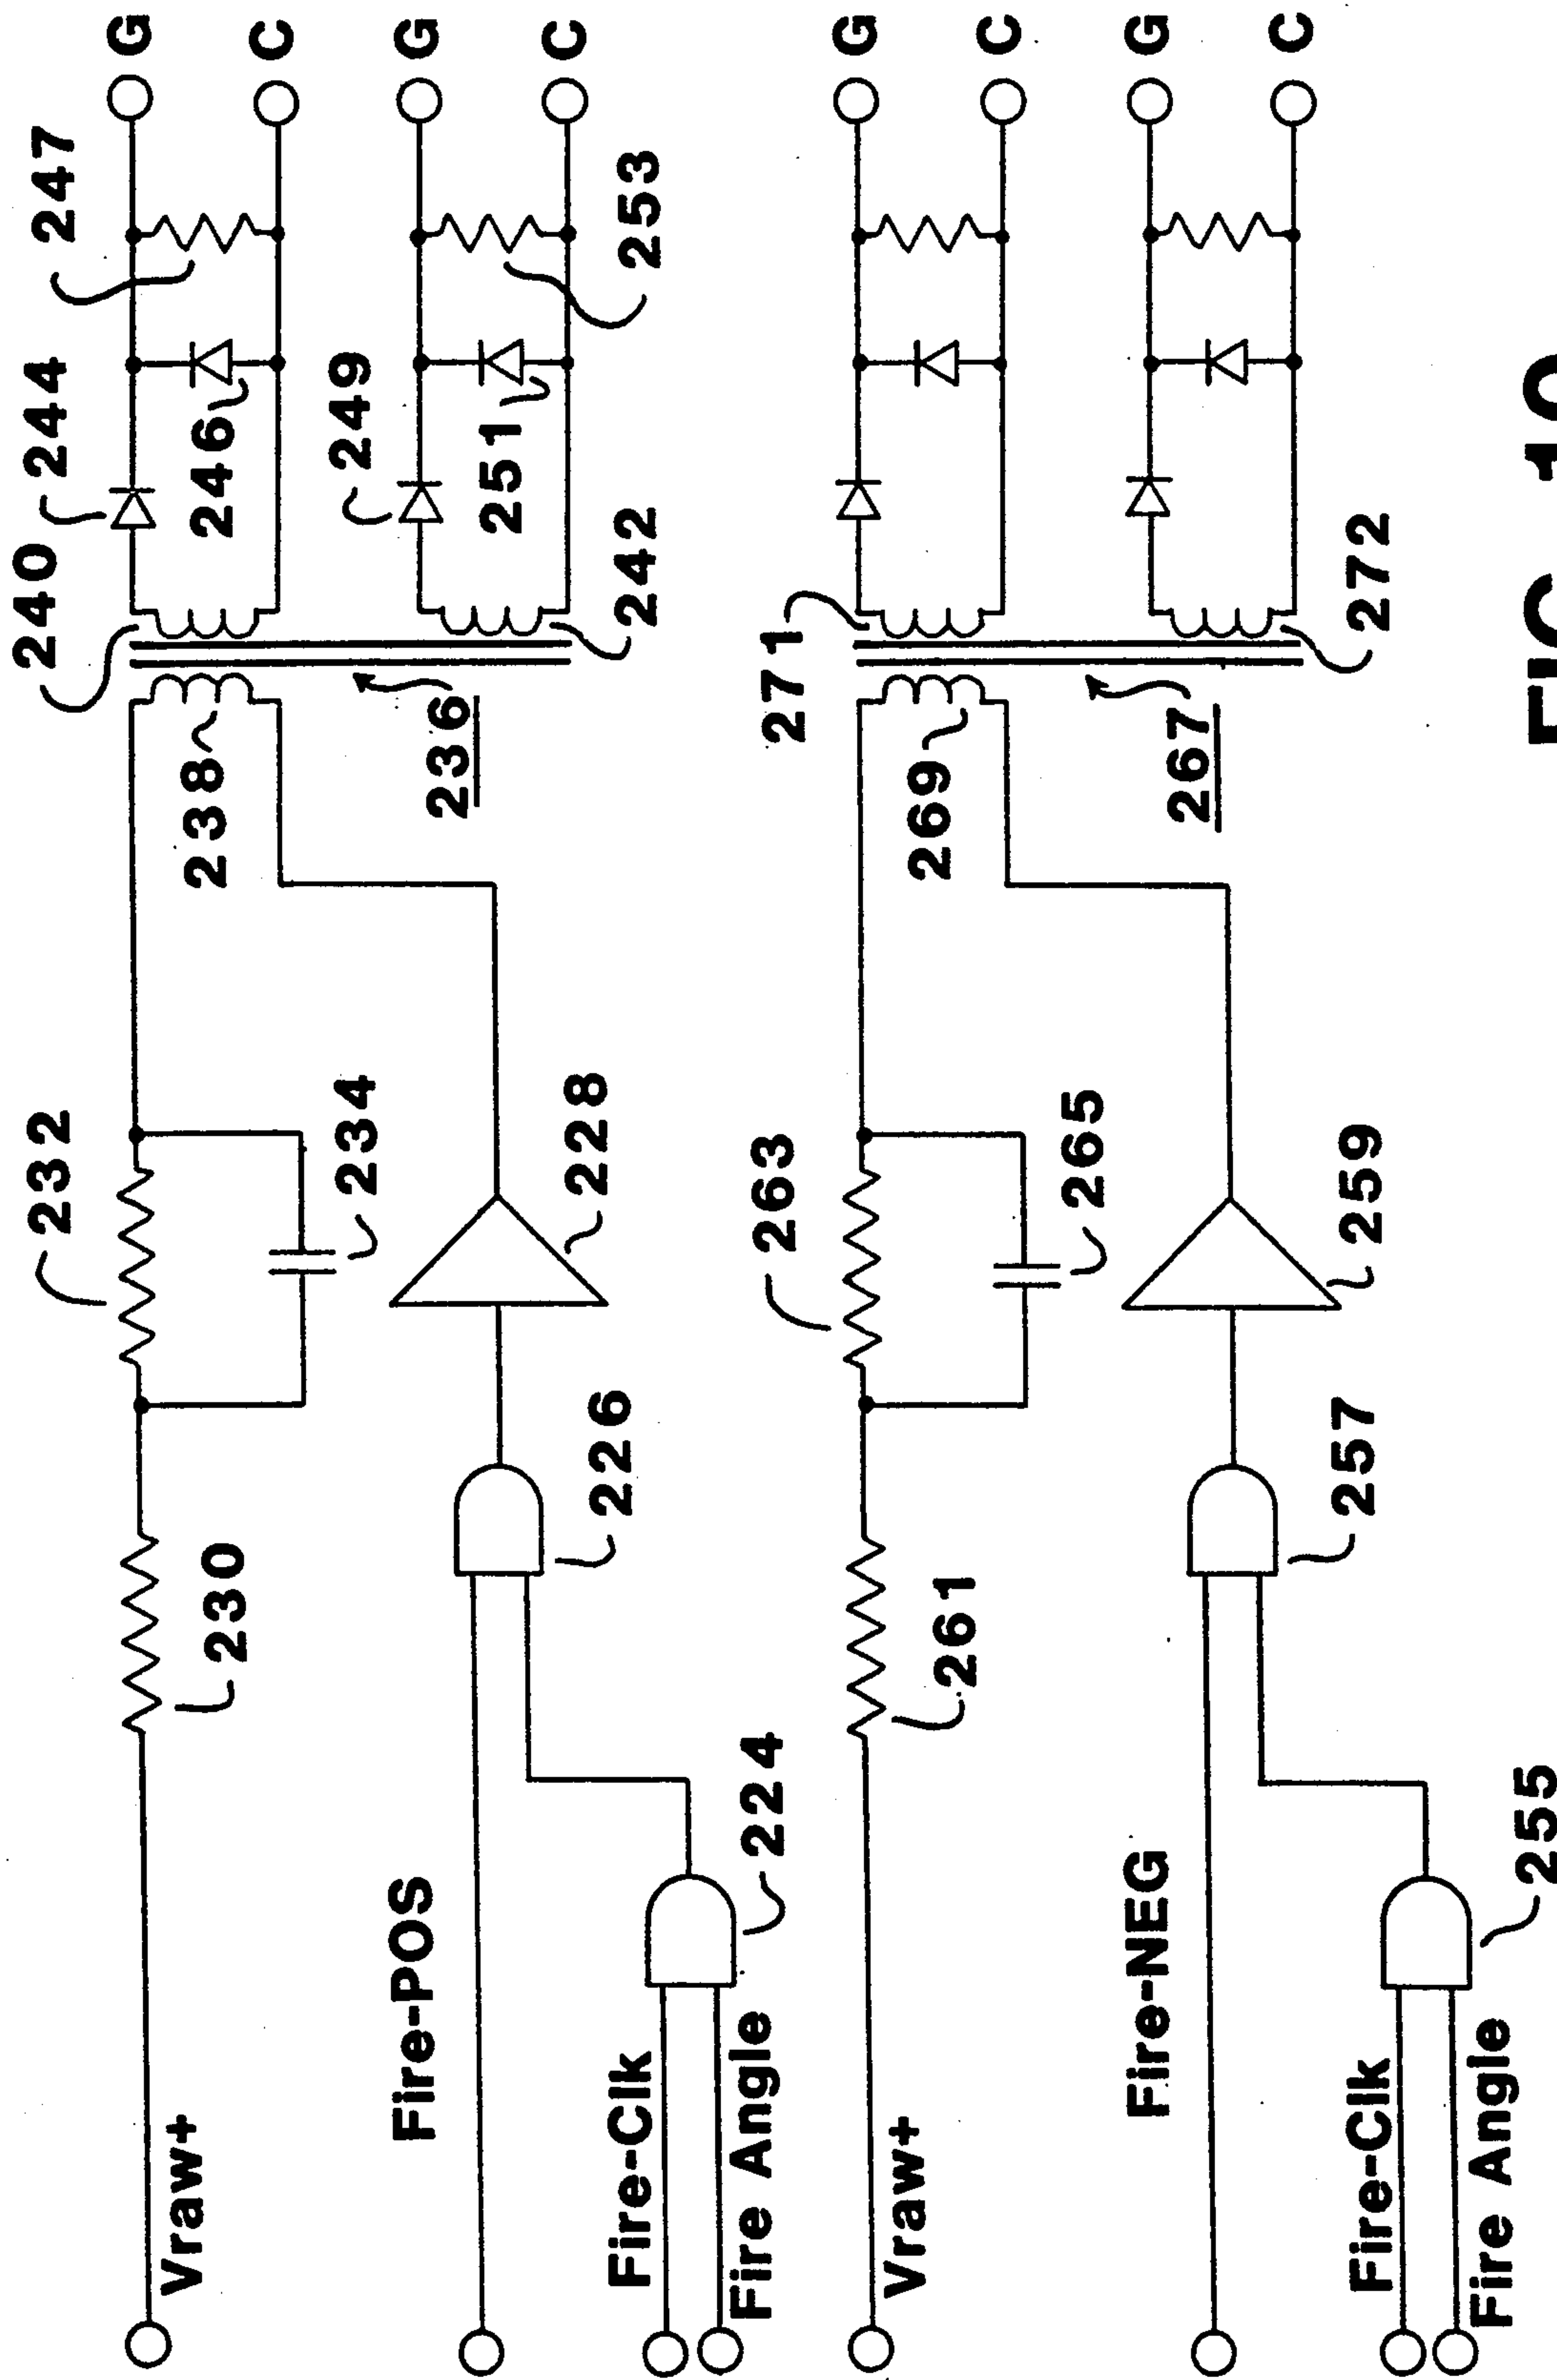 Vraw+
230
232
234
238
240
244
246
247
G
C
Fire-POS
Fire-Clk
Fire Angle
224
226
228
236
242
249
251
253
G
C
Vraw+
261
263
265
269
271
G
C
Fire-NEG
Fire-Clk
Fire Angle
255
257
259
267
272
G
C